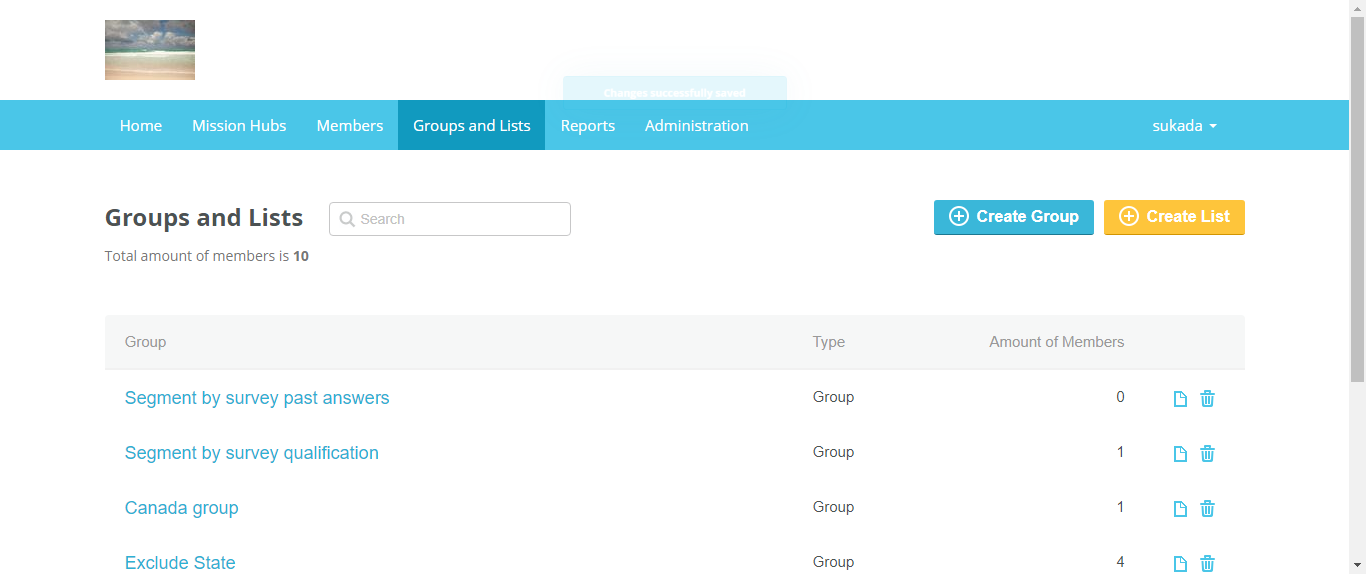 Changes successfully saved
Home Mission Hubs Members Groups and Lists Reports Administration sukada
Groups and Lists Search Create Group Create List
Total amount of members is 10
Group Type Amount of Members
Segment by survey past answers Group 0
Segment by survey qualification Group 1
Canada group Group 1
Exclude State Group 4